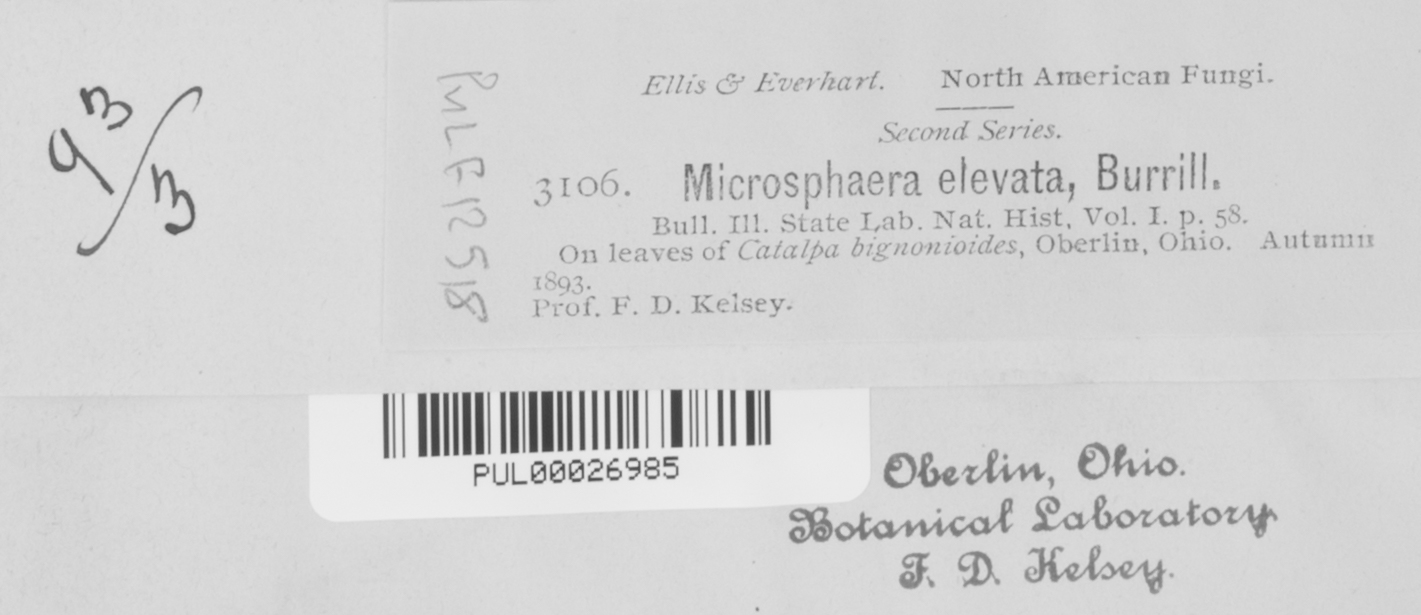 93/3
PUL F12518
Ellis & Everhart. North American Fungi.
Second Series.
3106. Microsphaera elevata, Burrill.
Bull. Ill. State Lab. Nat. Hist, Vol. I. p. 58.
On leaves of Catalpa bignonioides, Oberlin, Ohio. Autumn
1893.
Prof. F. D. Kelsey.
PUL00026985
Oberlin, Ohio.
Botanical Laboratory
F. D. Kelsey.